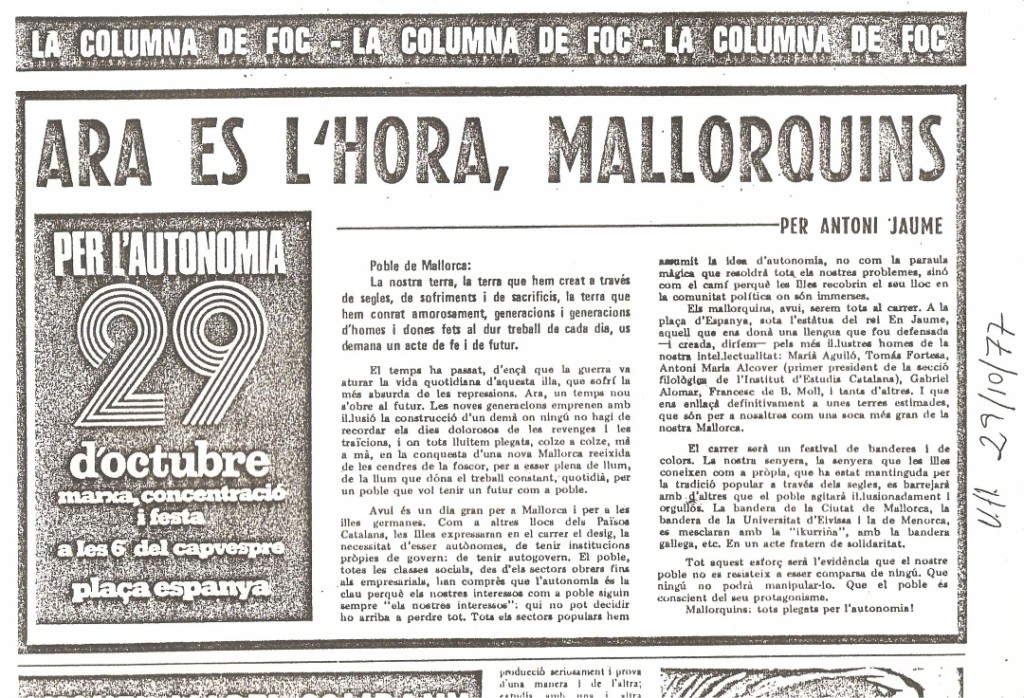 LA COLUMNA DE FOC - LA COLUMNA DE FOC - LA COLUMNA DE FOC
ARA ES L'HORA, MALLORQUINS
PER L'AUTONOMIA
29
d'octubre
marxa, concentració
i festa
a les 6 del capvespre
plaça espanya
PER ANTONI JAUME
Poble de Mallorca:
La nostra terra, la terra que hem creat a través
de segles, de sofriments i de sacrificis, la terra que
hem conrat amorosament, generacions i generacions
d'homes i dones fets al dur treball de cada dia, us
demana un acte de fe i de futur.
El temps ha passat, d'ençà que la guerra va
aturar la vida quotidiana d'aquesta illa, que sofrí la
més absurda de les repressions. Ara, un temps nou
s'obre al futur. Les noves generacions emprenen amb
il.lusió la construcció d'un demà on ningú no hagi de
recordar els dies dolorosos de les revenges i les
traïcions, i on tots lluitem plegats, colze a colze, mà
a mà, en la conquesta d'una nova Mallorca reeixida
de les cendres de la foscor, per a esser plena de llum,
de la llum que dóna el treball constant, quotidià, per
un poble que vol tenir un futur com a poble.
Avui és un dia gran per a Mallorca i per a les
illes germanes. Com a altres llocs dels Països
Catalans, les Illes expressaran en el carrer el desig, la
necessitat d'esser autònomes, de tenir institucions
pròpies de govern: de tenir autogovern. El poble,
totes les classes socials, des d'els sectors obrers fins
als empresarials, han comprès que l'autonomia és la
clau perquè els nostres interessos com a poble siguin
sempre "els nostres interessos": qui no pot decidir
ho arriba a perdre tot. Tots els sectors populars hem
assumit la idea d'autonomia, no com la paraula
màgica que resoldrà tots els nostres problemes, sinó
com el camí perquè les Illes recobrin el seu lloc en
la comunitat política on són immerses.
Els mallorquins, avui, serem tots al carrer. A la
plaça d'Espanya, sota l'estàtua del rei En Jaume,
aquell que ens donà una llengua que fou defensada
—i creada, diríem— pels més il.lustres homes de la
nostra intel.lectualitat: Marià Aguiló, Tomás Forteza,
Antoni Maria Alcover (primer president de la secció
filològica de l'Institut d'Estudis Catalans), Gabriel
Alomar, Francesc de B. Moll, i tants d'altres. I que
ens enllaçà definitivament a unes terres estimades,
que són per a nosaltres com una soca més gran de la
nostra Mallorca.
El carrer serà un festival de banderes i de
colors. La nostra senyera, la senyera que les illes
coneixen com a pròpia, que ha estat mantinguda per
la tradició popular a través dels segles, es barrejarà
amb d'altres que el poble agitarà il.lusionadament i
orgullós. La bandera de la Ciutat de Mallorca, la
bandera de la Universitat d'Eivissa i la de Menorca,
es mesclaran amb la "ikurriña", amb la bandera
gallega, etc. En un acte fratern de solidaritat.
Tot aquest esforç serà l'evidència que el nostre
poble no es resisteix a esser comparsa de ningú. Que
ningú no podrà manipular-lo. Que el poble és
conscient del seu protagonisme.
Mallorquins: tots plegats per l'autonomia!
UH 29/10/77
producció seriosament i prova
d'una manera i de l'altra;
estudia amb uns i altra